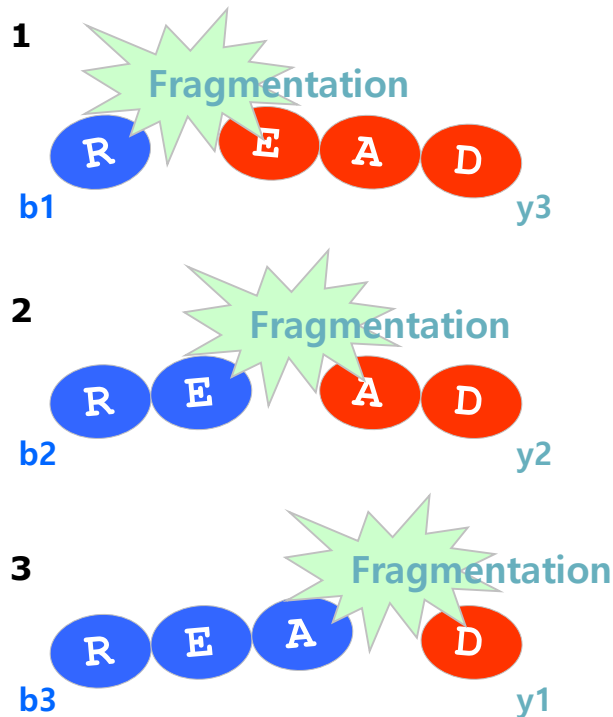 1
Fragmentation
R E A D
b1 y3
2
Fragmentation
R E A D
b2 y2
3
Fragmentation
R E A D
b3 y1